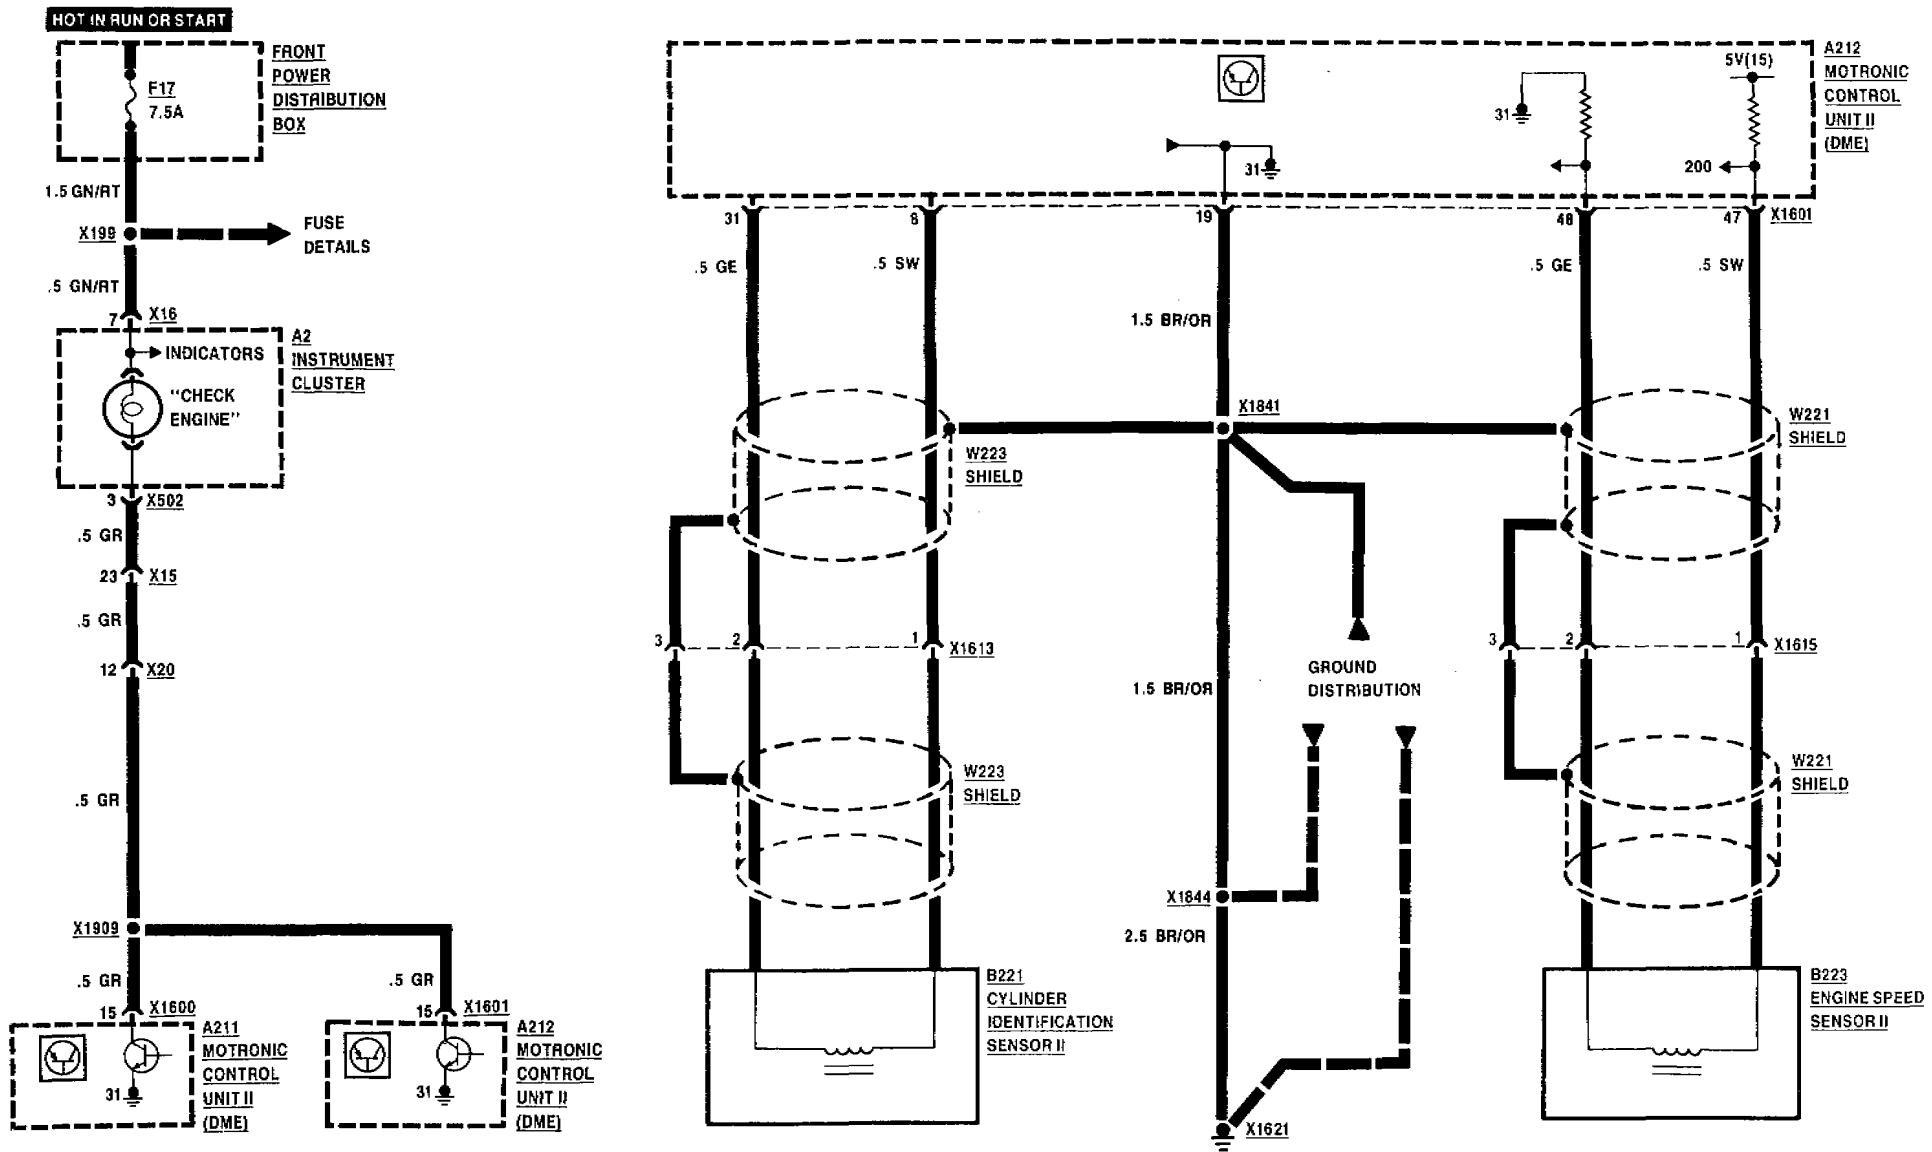 HOT IN RUN OR START
FRONT
POWER
DISTRIBUTION
BOX
F17
7.5A
1.5 GN/RT
X199
FUSE
DETAILS
.5 GN/RT
7
X16
A2
INSTRUMENT
CLUSTER
INDICATORS
"CHECK
ENGINE"
3
X502
.5 GR
23
X15
.5 GR
12
X20
.5 GR
X1909
.5 GR
.5 GR
15
X1600
15
X1601
A211
MOTRONIC
CONTROL
UNIT II
(DME)
31
A212
MOTRONIC
CONTROL
UNIT II
(DME)
31
A212
MOTRONIC
CONTROL
UNIT II
(DME)
5V(15)
31
31
200
31
8
19
48
47
X1601
.5 GE
.5 SW
1.5 BR/OR
.5 GE
.5 SW
X1841
W223
SHIELD
W221
SHIELD
3
2
1
X1613
3
2
1
X1615
GROUND
DISTRIBUTION
1.5 BR/OR
W223
SHIELD
W221
SHIELD
X1844
2.5 BR/OR
B221
CYLINDER
IDENTIFICATION
SENSOR II
B223
ENGINE SPEED
SENSOR II
X1621